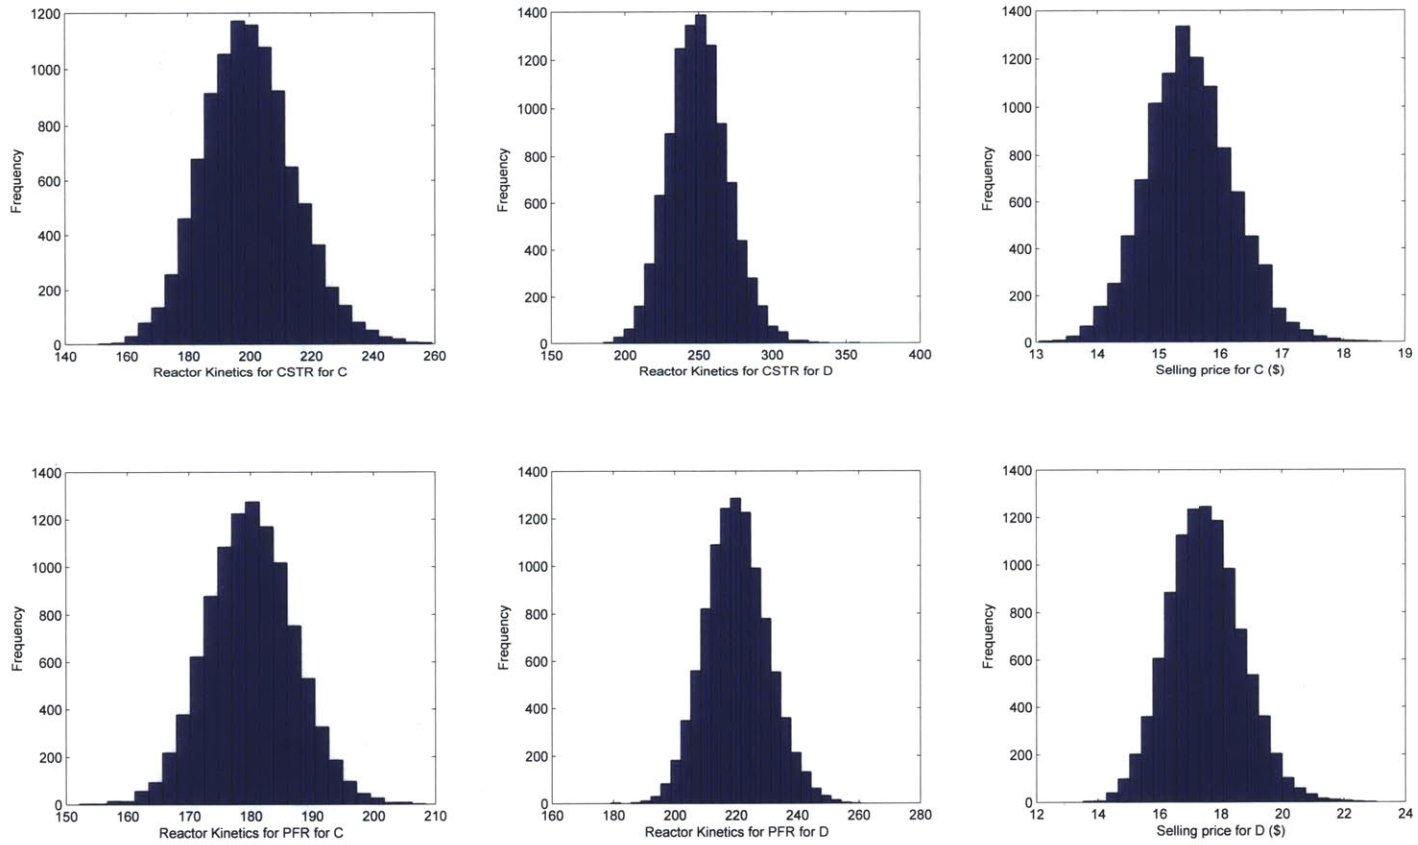 1200
1000
800
600
400
200
0
Frequency
140 160 180 200 220 240 260
Reactor Kinetics for CSTR for C
1400
1200
1000
800
600
400
200
0
Frequency
150 200 250 300 350 400
Reactor Kinetics for CSTR for D
1400
1200
1000
800
600
400
200
0
Frequency
13 14 15 16 17 18 19
Selling price for C ($)
1400
1200
1000
800
600
400
200
0
Frequency
150 160 170 180 190 200 210
Reactor Kinetics for PFR for C
1400
1200
1000
800
600
400
200
0
Frequency
160 180 200 220 240 260 280
Reactor Kinetics for PFR for D
1400
1200
1000
800
600
400
200
0
Frequency
12 14 16 18 20 22 24
Selling price for D ($)